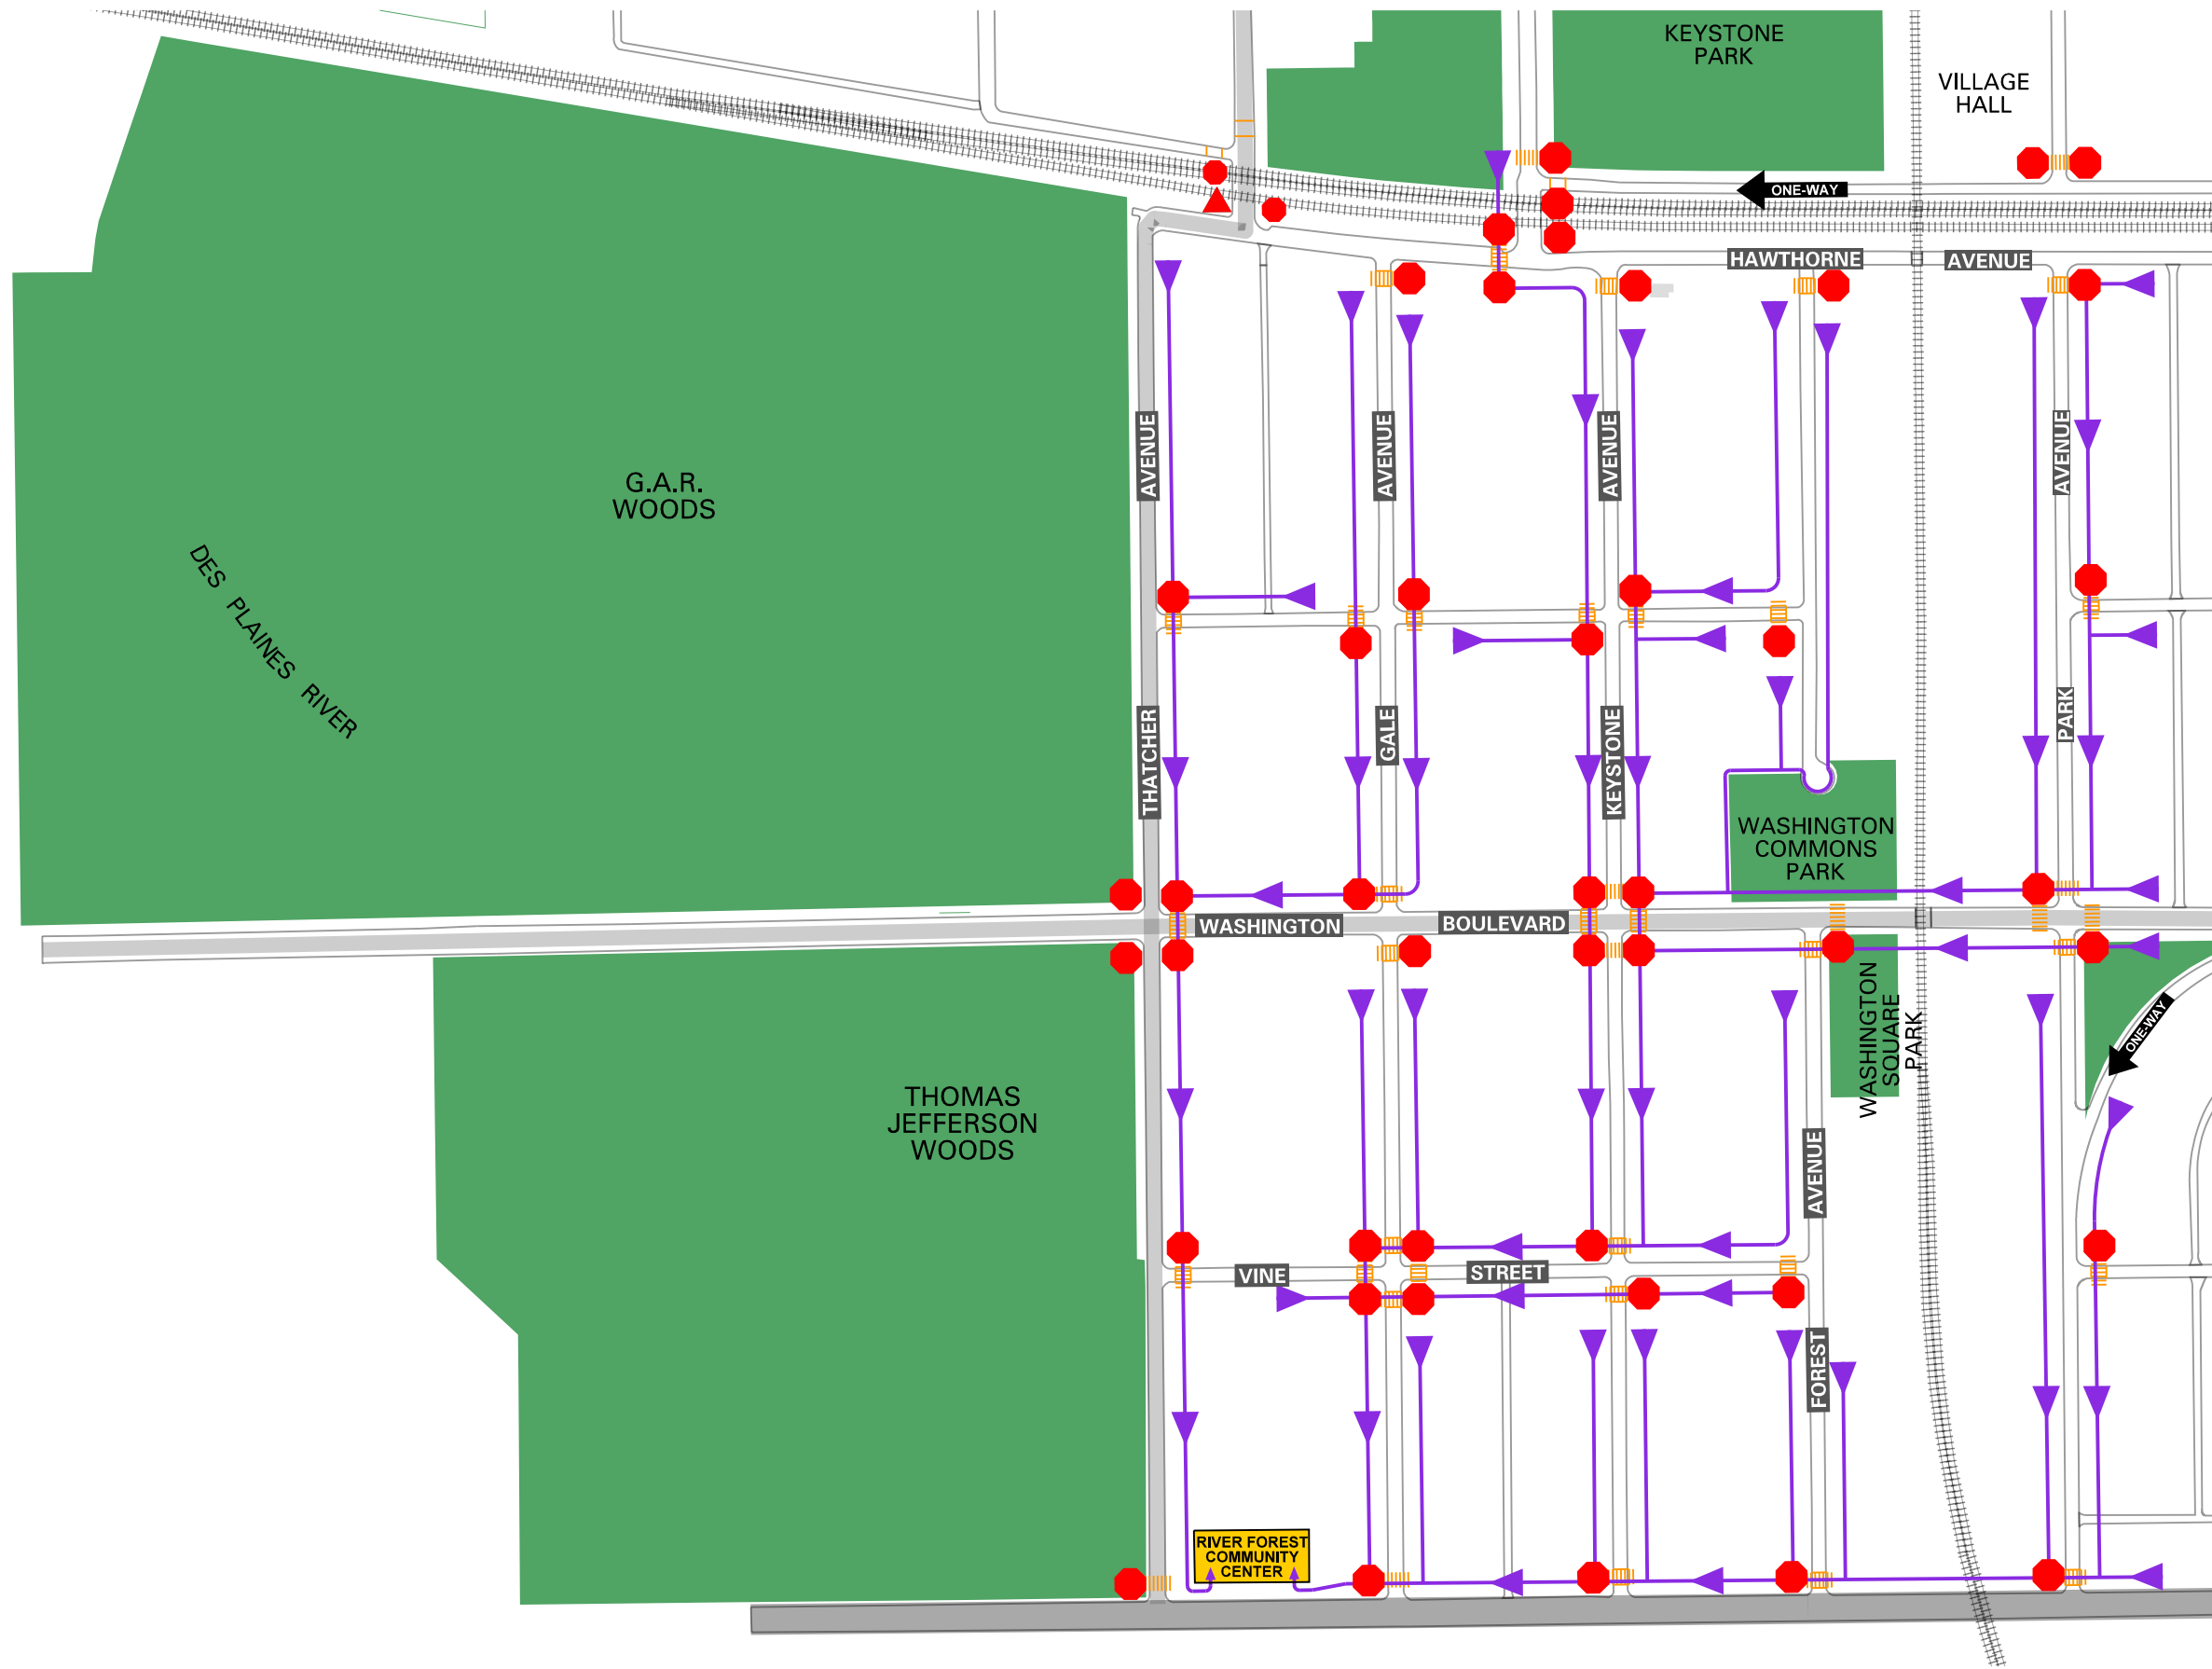 KEYSTONE
PARK
VILLAGE
HALL
ONE-WAY
HAWTHORNE
AVENUE
G.A.R.
WOODS
DES PLAINES RIVER
AVENUE
AVENUE
AVENUE
AVENUE
THATCHER
GALE
KEYSTONE
PARK
WASHINGTON
COMMONS
PARK
WASHINGTON
BOULEVARD
WASHINGTON
SQUARE
PARK
ONE-WAY
THOMAS
JEFFERSON
WOODS
AVENUE
VINE
STREET
FOREST
RIVER FOREST
COMMUNITY
CENTER